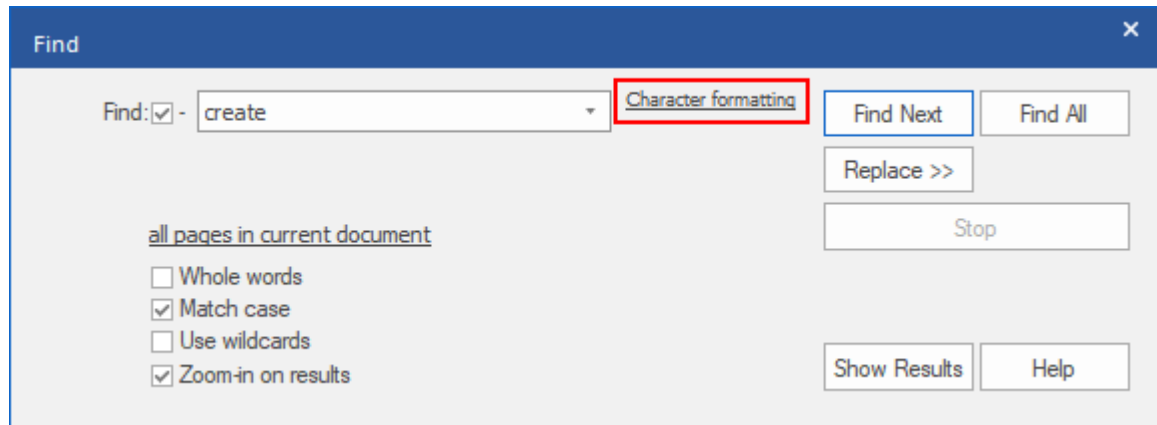 Find
Find: - create Character formatting Find Next Find All
Replace >>
all pages in current document Stop
Whole words
Match case
Use wildcards
Zoom-in on results Show Results Help